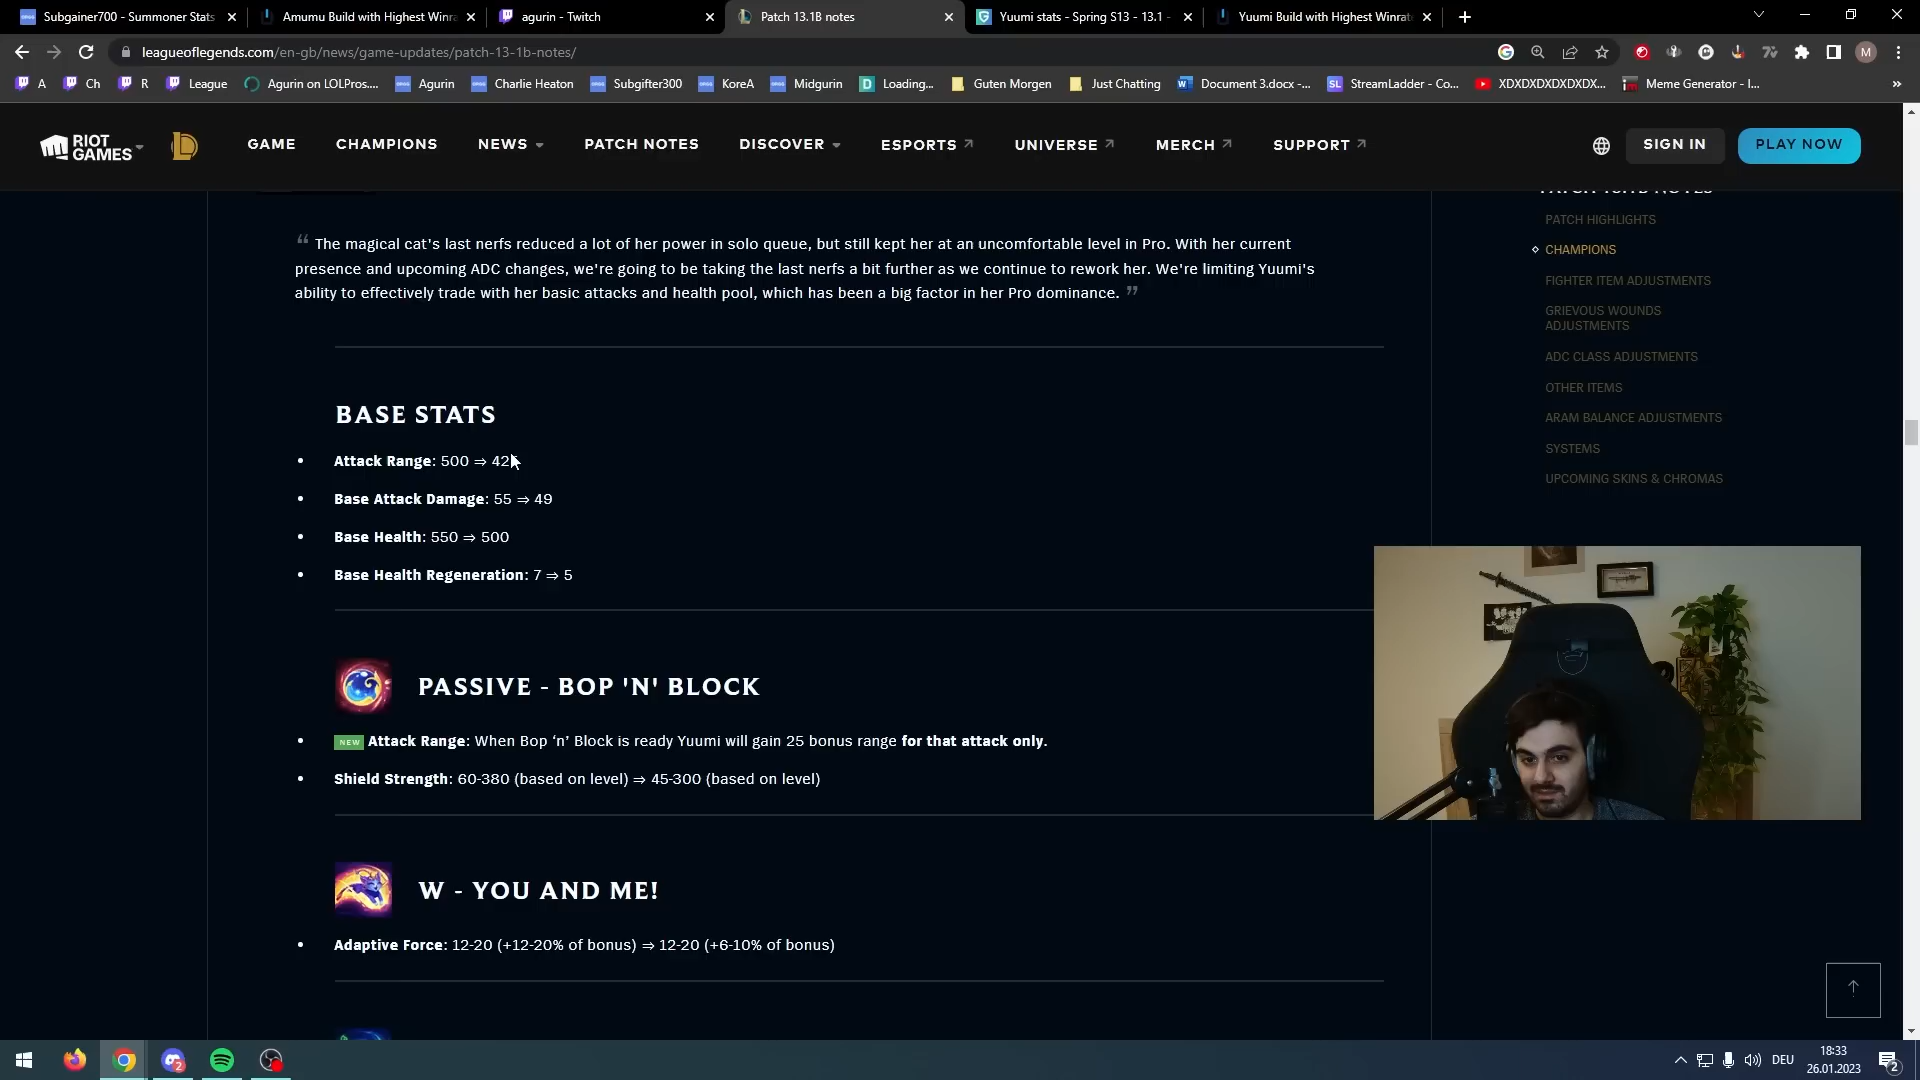 Subgainer700 - Summoner Stats
Amumu Build with Highest Winra
agurin - Twitch
Patch 13.1B notes
Yuumi stats - Spring S13 - 13.1 -
Yuumi Build with Highest Winrat
leagueoflegends.com/en-gb/news/game-updates/patch-13-1b-notes/
A Ch R League Agurin on LOLPros.... Agurin Charlie Heaton Subgifter300 KoreA Midgurin Loading... Guten Morgen Just Chatting Document 3.docx -... StreamLadder - Co... XDXDXDXDXDXDX... Meme Generator - I... »
RIOT GAMES GAME CHAMPIONS NEWS PATCH NOTES DISCOVER ESPORTS UNIVERSE MERCH SUPPORT SIGN IN PLAY NOW
“ The magical cat's last nerfs reduced a lot of her power in solo queue, but still kept her at an uncomfortable level in Pro. With her current
presence and upcoming ADC changes, we're going to be taking the last nerfs a bit further as we continue to rework her. We're limiting Yuumi's
ability to effectively trade with her basic attacks and health pool, which has been a big factor in her Pro dominance. ”
BASE STATS
• Attack Range: 500 ⇒ 42
• Base Attack Damage: 55 ⇒ 49
• Base Health: 550 ⇒ 500
• Base Health Regeneration: 7 ⇒ 5
PASSIVE - BOP 'N' BLOCK
• NEW Attack Range: When Bop ‘n’ Block is ready Yuumi will gain 25 bonus range for that attack only.
• Shield Strength: 60-380 (based on level) ⇒ 45-300 (based on level)
W - YOU AND ME!
• Adaptive Force: 12-20 (+12-20% of bonus) ⇒ 12-20 (+6-10% of bonus)
PATCH 13.1B NOTES
PATCH HIGHLIGHTS
CHAMPIONS
FIGHTER ITEM ADJUSTMENTS
GRIEVOUS WOUNDS
ADJUSTMENTS
ADC CLASS ADJUSTMENTS
OTHER ITEMS
ARAM BALANCE ADJUSTMENTS
SYSTEMS
UPCOMING SKINS & CHROMAS
DEU
18:33
26.01.2023
2